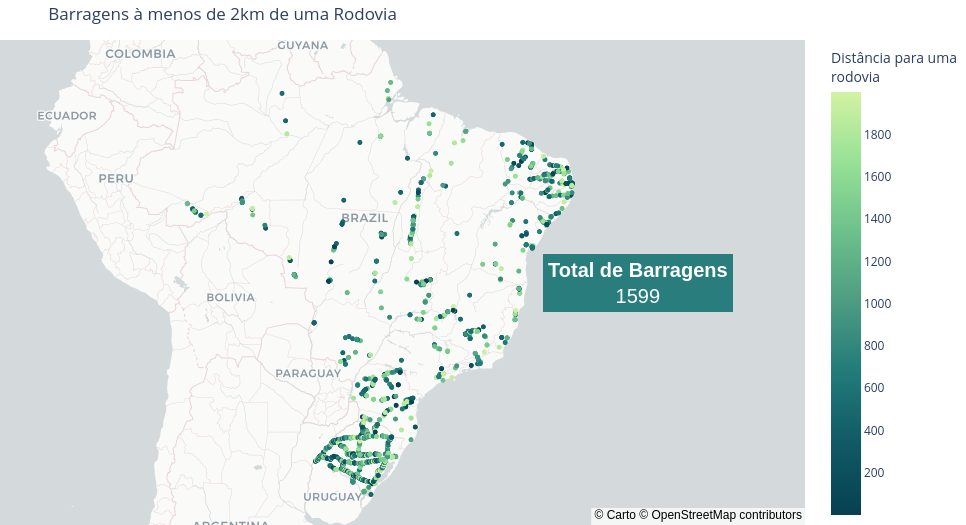 Barragens à menos de 2km de uma Rodovia
GUYANA
COLOMBIA
ECUADOR
PERU
BRAZIL
BOLIVIA
PARAGUAY
URUGUAY
ARGENTINA
Total de Barragens
1599
© Carto © OpenStreetMap contributors
Distância para uma
rodovia
1800
1600
1400
1200
1000
800
600
400
200